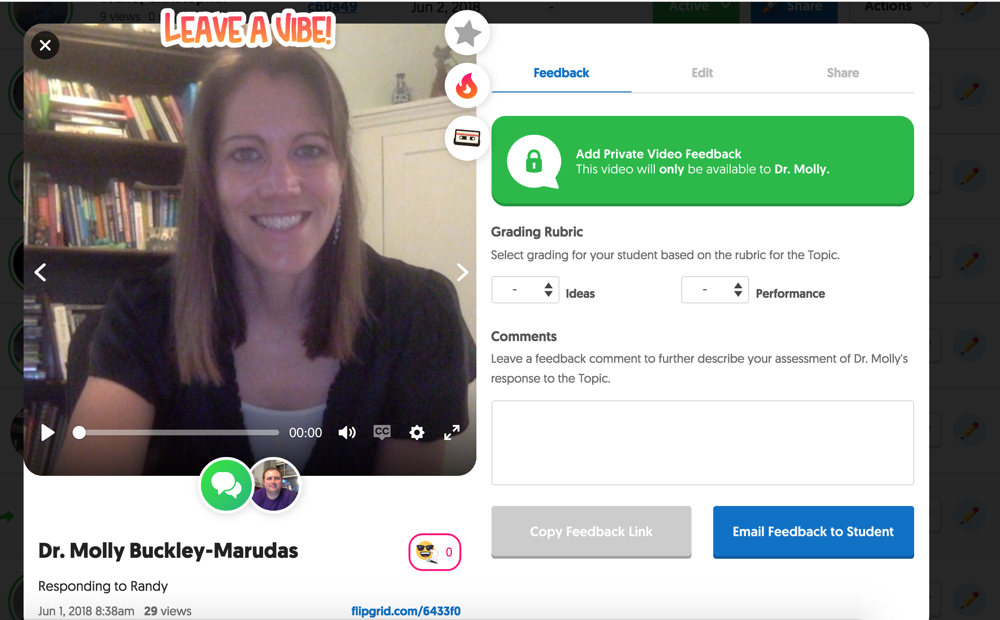 c60a49
Jun 2, 2018
-
Active
Share
Actions
9 views 0
LEAVE A VIBE!
Feedback
Edit
Share
Add Private Video Feedback
This video will only be available to Dr. Molly.
Grading Rubric
Select grading for your student based on the rubric for the Topic.
- Ideas
- Performance
Comments
Leave a feedback comment to further describe your assessment of Dr. Molly's
response to the Topic.
00:00
CC
Copy Feedback Link
Email Feedback to Student
Dr. Molly Buckley-Marudas
0
Responding to Randy
Jun 1, 2018 8:38am 29 views
flipgrid.com/6433f0